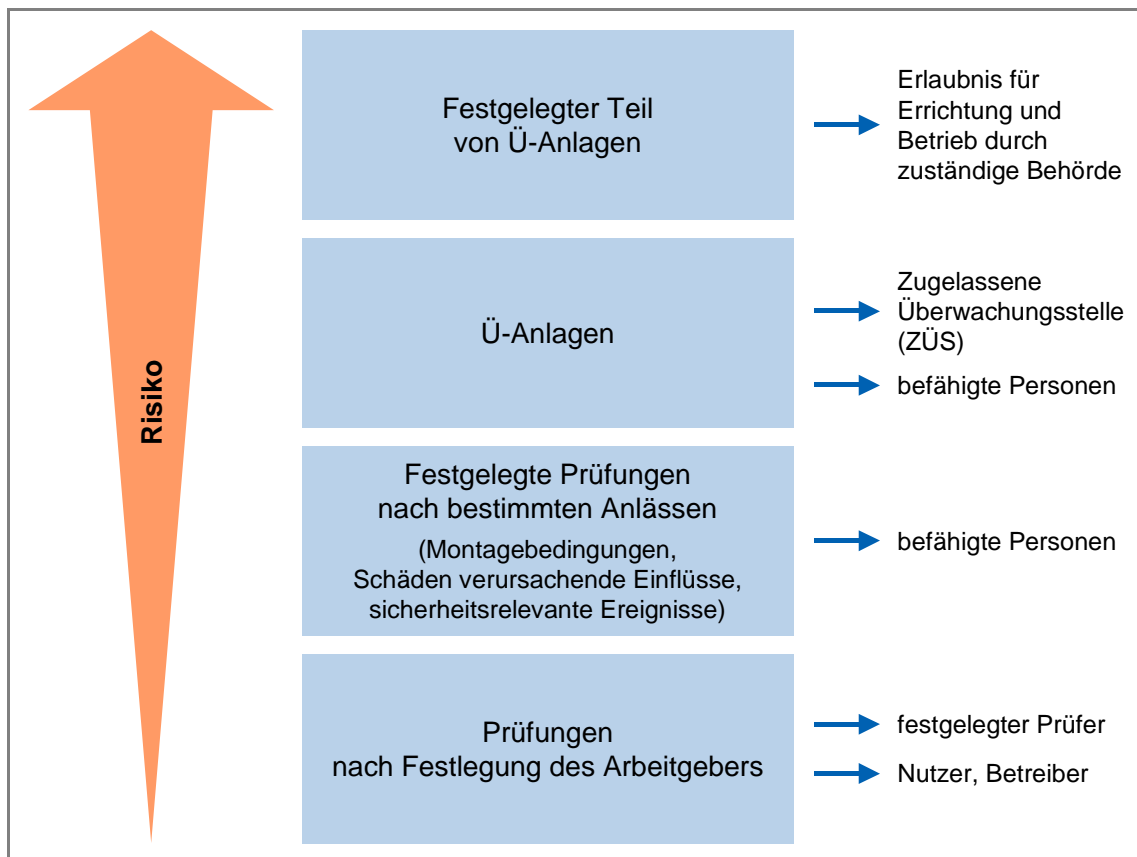 Risiko
Festgelegter Teil
von Ü-Anlagen
Erlaubnis für
Errichtung und
Betrieb durch
zuständige Behörde
Ü-Anlagen
Zugelassene
Überwachungsstelle
(ZÜS)
befähigte Personen
Festgelegte Prüfungen
nach bestimmten Anlässen
(Montagebedingungen,
Schäden verursachende Einflüsse,
sicherheitsrelevante Ereignisse)
befähigte Personen
Prüfungen
nach Festlegung des Arbeitgebers
festgelegter Prüfer
Nutzer, Betreiber